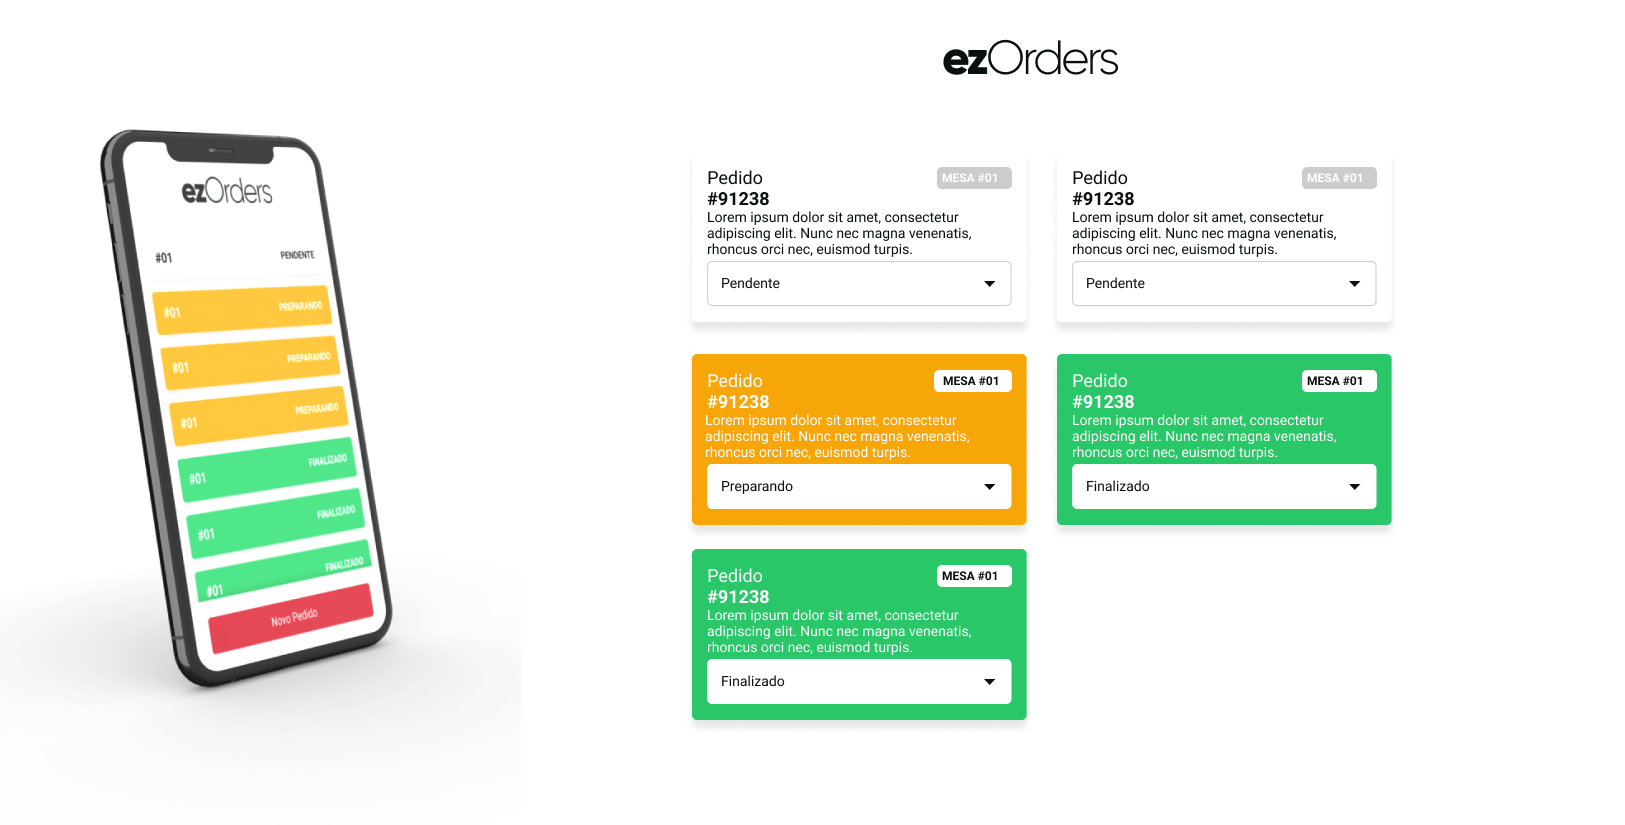 ezOrders
#01 PENDENTE
#01 PREPARANDO
#01 PREPARANDO
#01 PREPARANDO
#01 FINALIZADO
#01 FINALIZADO
#01 FINALIZADO
Novo Pedido
ezOrders
Pedido MESA #01
#91238
Lorem ipsum dolor sit amet, consectetur
adipiscing elit. Nunc nec magna venenatis,
rhoncus orci nec, euismod turpis.
Pendente
Pedido MESA #01
#91238
Lorem ipsum dolor sit amet, consectetur
adipiscing elit. Nunc nec magna venenatis,
rhoncus orci nec, euismod turpis.
Pendente
Pedido MESA #01
#91238
Lorem ipsum dolor sit amet, consectetur
adipiscing elit. Nunc nec magna venenatis,
rhoncus orci nec, euismod turpis.
Preparando
Pedido MESA #01
#91238
Lorem ipsum dolor sit amet, consectetur
adipiscing elit. Nunc nec magna venenatis,
rhoncus orci nec, euismod turpis.
Finalizado
Pedido MESA #01
#91238
Lorem ipsum dolor sit amet, consectetur
adipiscing elit. Nunc nec magna venenatis,
rhoncus orci nec, euismod turpis.
Finalizado